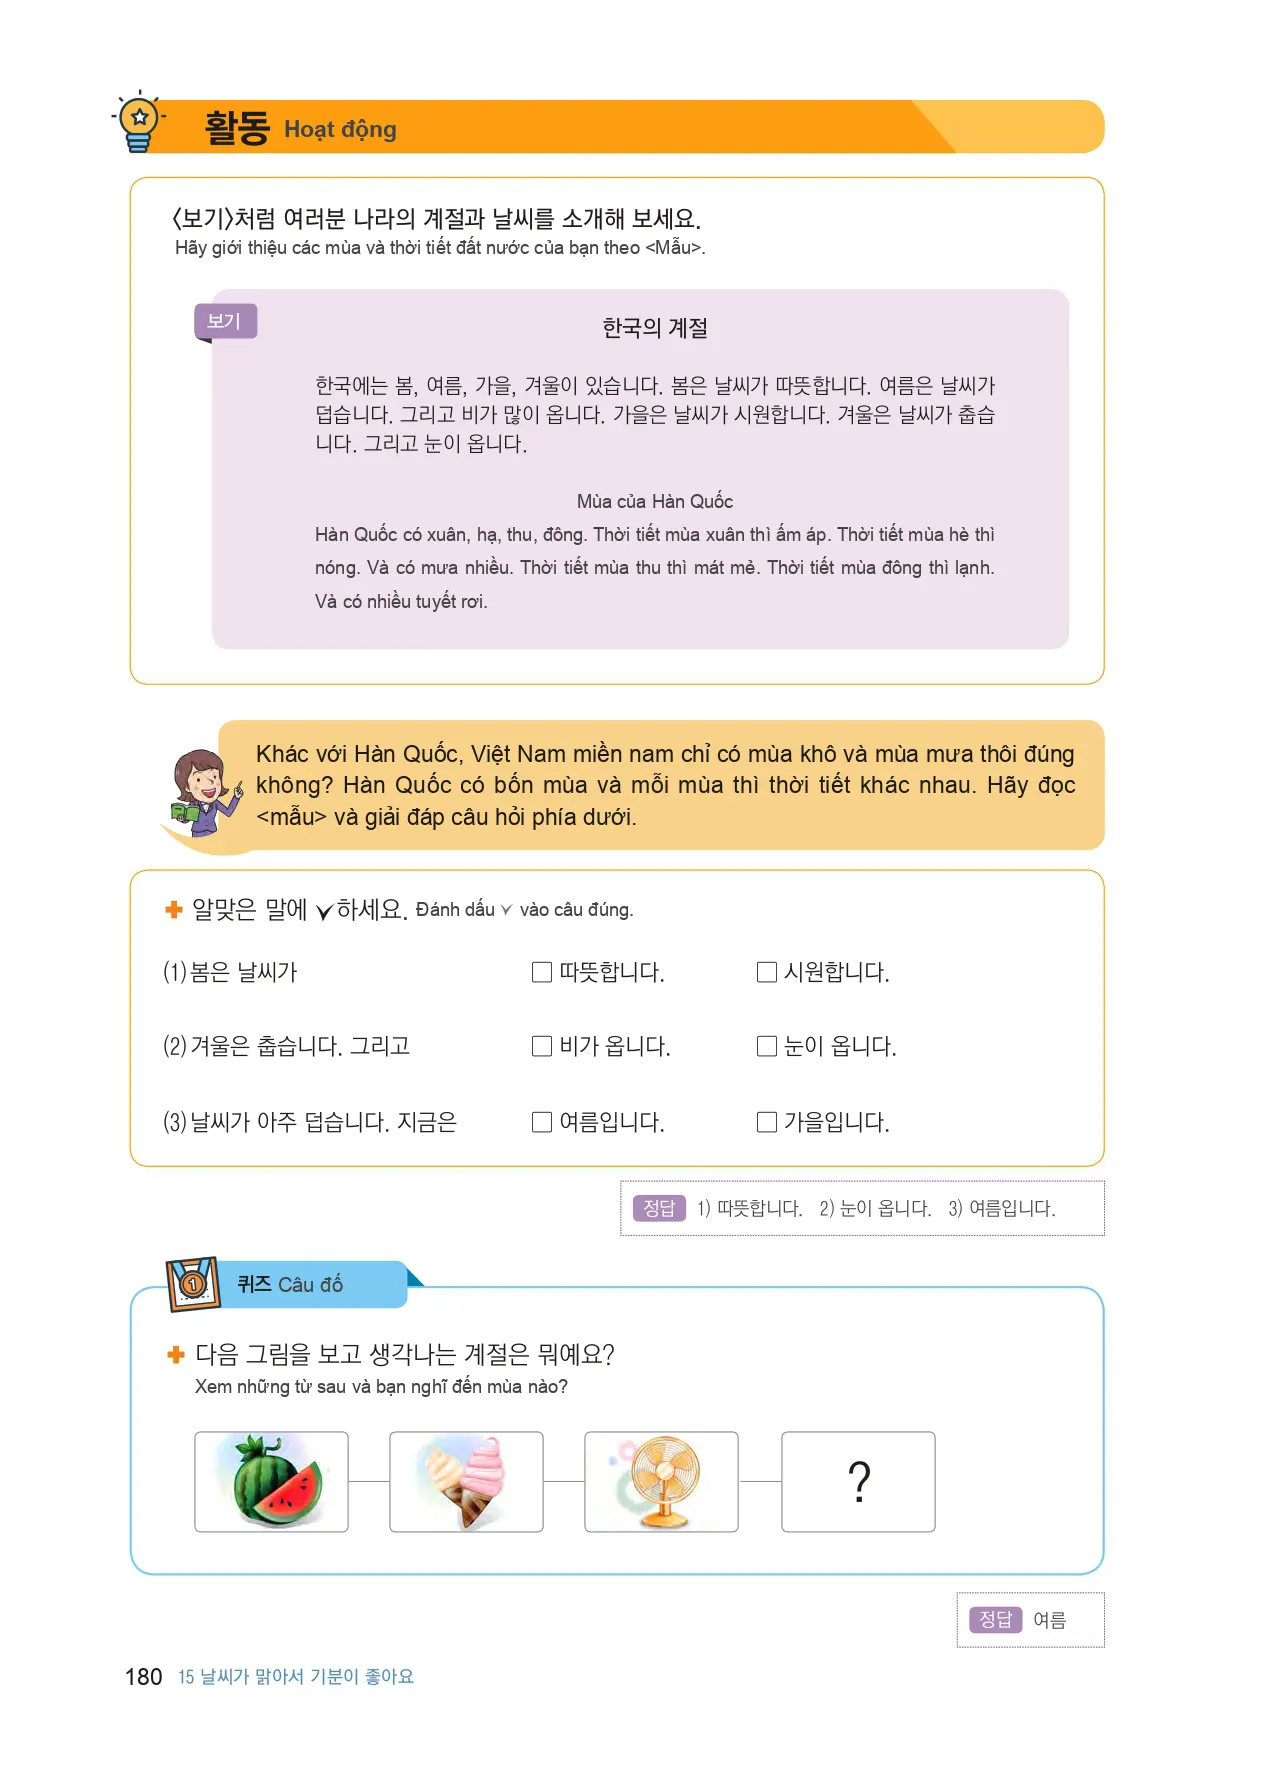 활동 Hoạt động
<보기>처럼 여러분 나라의 계절과 날씨를 소개해 보세요.
Hãy giới thiệu các mùa và thời tiết đất nước của bạn theo <Mẫu>.
보기
한국의 계절
한국에는 봄, 여름, 가을, 겨울이 있습니다. 봄은 날씨가 따뜻합니다. 여름은 날씨가
덥습니다. 그리고 비가 많이 옵니다. 가을은 날씨가 시원합니다. 겨울은 날씨가 춥습
니다. 그리고 눈이 옵니다.
Mùa của Hàn Quốc
Hàn Quốc có xuân, hạ, thu, đông. Thời tiết mùa xuân thì ấm áp. Thời tiết mùa hè thì
nóng. Và có mưa nhiều. Thời tiết mùa thu thì mát mẻ. Thời tiết mùa đông thì lạnh.
Và có nhiều tuyết rơi.
Khác với Hàn Quốc, Việt Nam miền nam chỉ có mùa khô và mùa mưa thôi đúng
không? Hàn Quốc có bốn mùa và mỗi mùa thì thời tiết khác nhau. Hãy đọc
<mẫu> và giải đáp câu hỏi phía dưới.
알맞은 말에 ✓하세요. Đánh dấu ✓ vào câu đúng.
(1) 봄은 날씨가 □ 따뜻합니다. □ 시원합니다.
(2) 겨울은 춥습니다. 그리고 □ 비가 옵니다. □ 눈이 옵니다.
(3) 날씨가 아주 덥습니다. 지금은 □ 여름입니다. □ 가을입니다.
정답 1) 따뜻합니다. 2) 눈이 옵니다. 3) 여름입니다.
1
퀴즈 Câu đố
다음 그림을 보고 생각나는 계절은 뭐예요?
Xem những từ sau và bạn nghĩ đến mùa nào?
?
정답 여름
180 15 날씨가 맑아서 기분이 좋아요